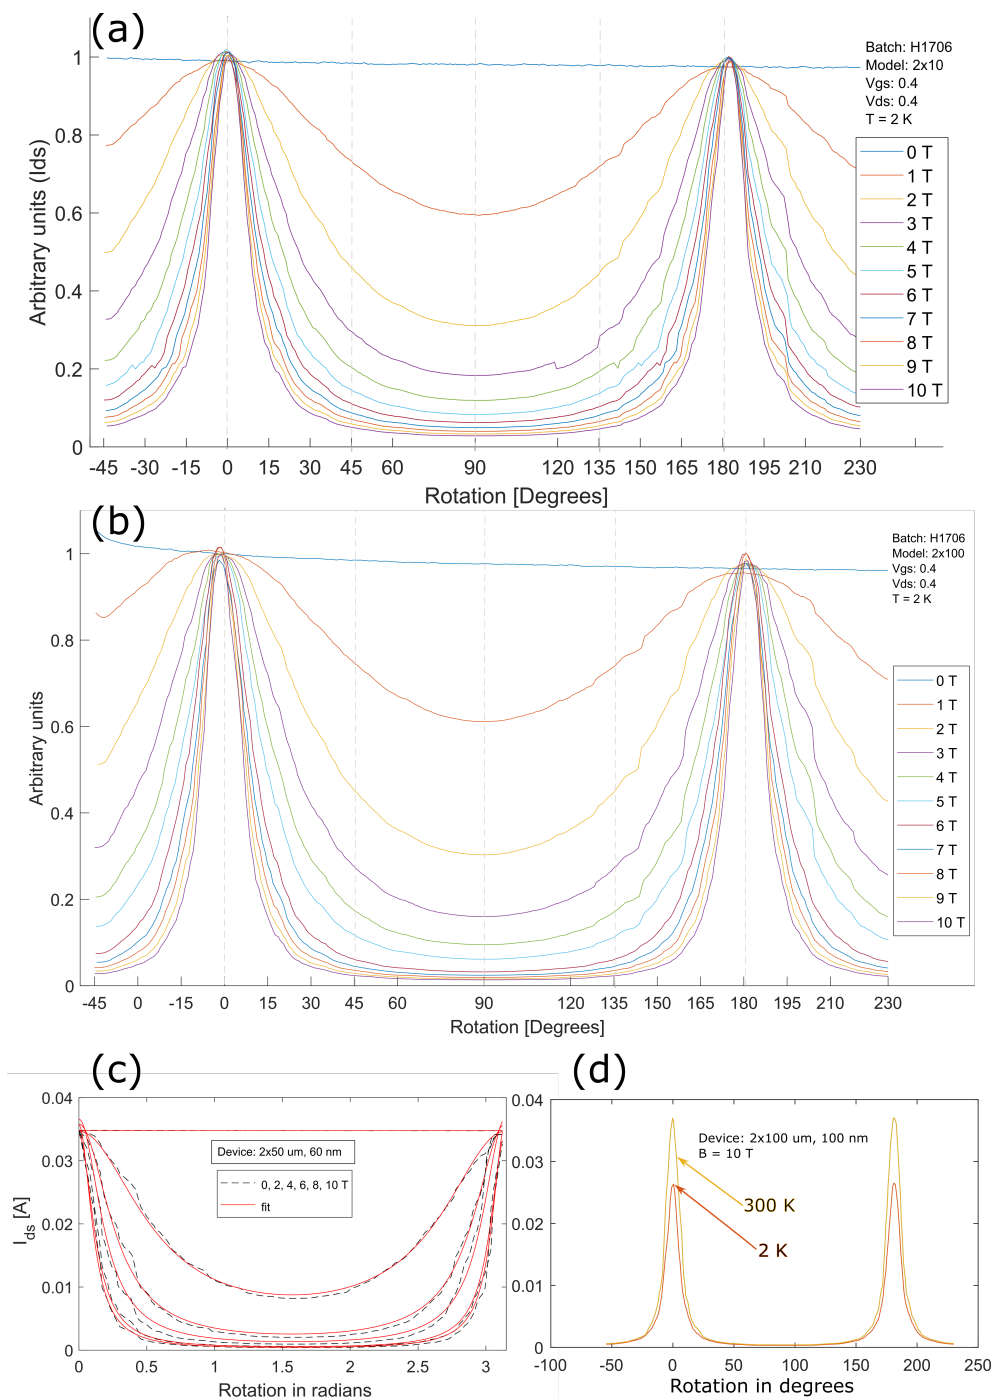 (a)
Batch: H1706
Model: 2x10
Vgs: 0.4
Vds: 0.4
T = 2 K
0 T
1 T
2 T
3 T
4 T
5 T
6 T
7 T
8 T
9 T
10 T
Arbitrary units (Ids)
1
0.8
0.6
0.4
0.2
0
-45 -30 -15 0 15 30 45 60 90 120 135 145 165 180 195 210 230
Rotation [Degrees]
(b)
Batch: H1706
Model: 2x100
Vgs: 0.4
Vds: 0.4
T = 2 K
0 T
1 T
2 T
3 T
4 T
5 T
6 T
7 T
8 T
9 T
10 T
Arbitrary units
1
0.8
0.6
0.4
0.2
0
-45 0 -15 0 15 30 45 60 90 120 135 150 165 180 195 210 230
Rotation [Degrees]
(c)
0.04
0.03
0.02
0.01
0
I_ds [A]
Device: 2x50 um, 60 nm
0, 2, 4, 6, 8, 10 T
fit
0 0.5 1 1.5 2 2.5 3
Rotation in radians
(d)
0.04
0.03
0.02
0.01
0
Device: 2x100 um, 100 nm
B = 10 T
300 K
2 K
-100 -50 0 50 100 150 200 250
Rotation in degrees